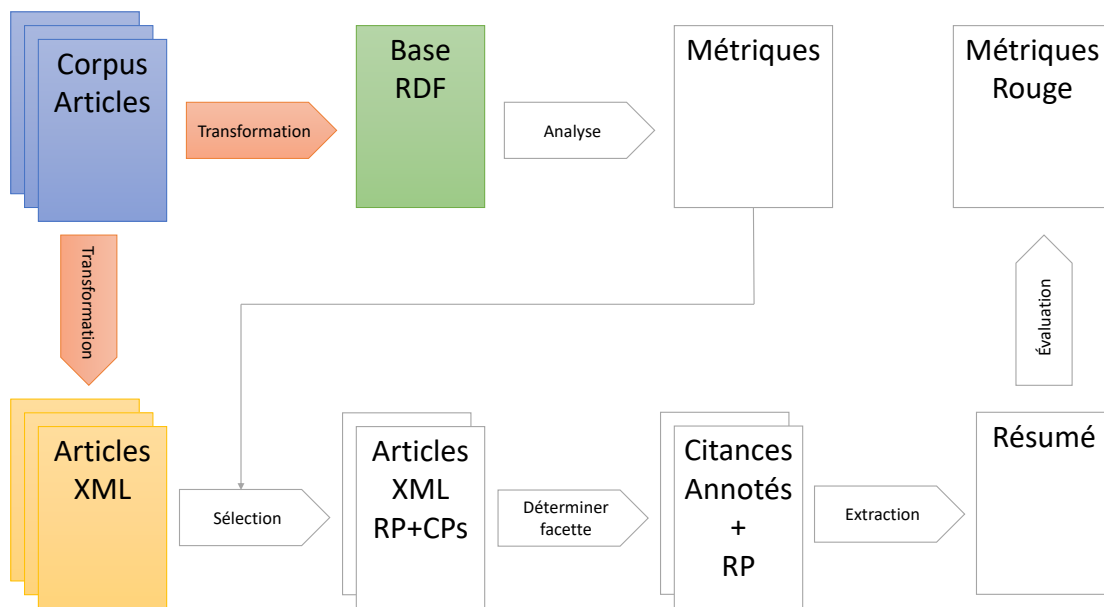 Corpus
Articles
Transformation
Base
RDF
Analyse
Métriques
Métriques
Rouge
Transformation
Évaluation
Articles
XML
Sélection
Articles
XML
RP+CPs
Déterminer
facette
Citances
Annotés
+
RP
Extraction
Résumé